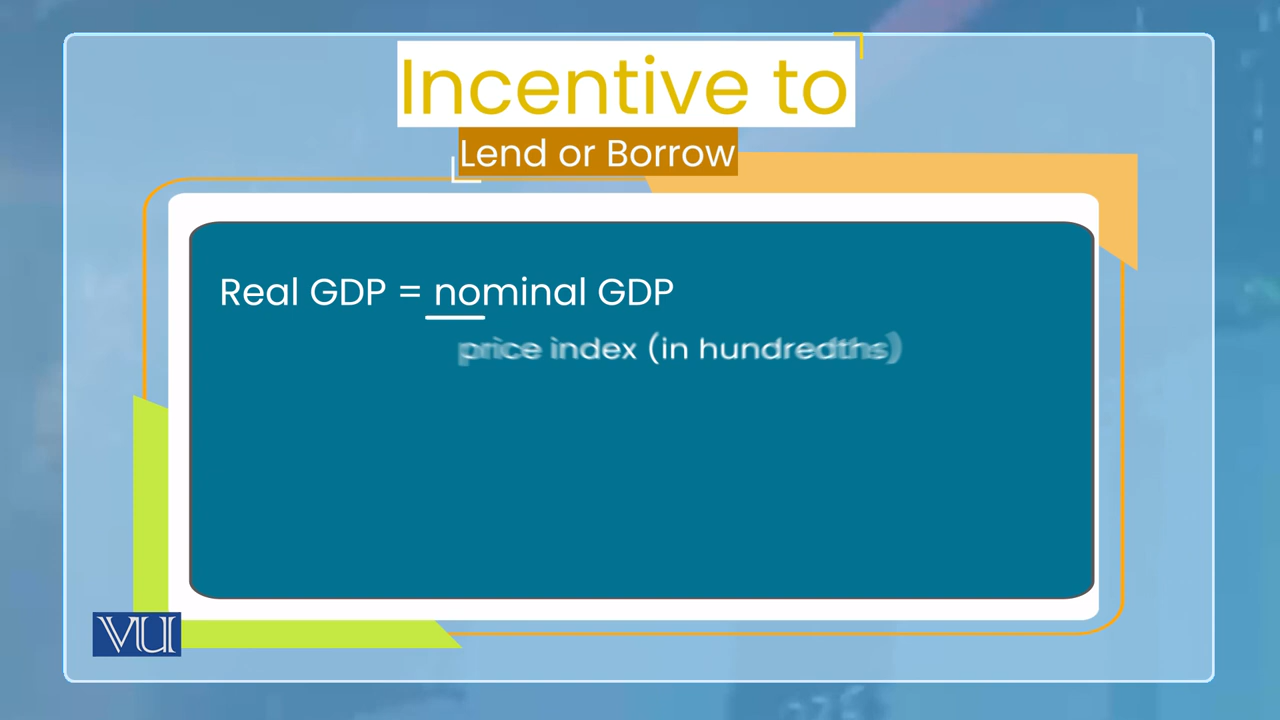 Incentive to
Lend or Borrow
Real GDP = nominal GDP
price index (in hundredths)
VU